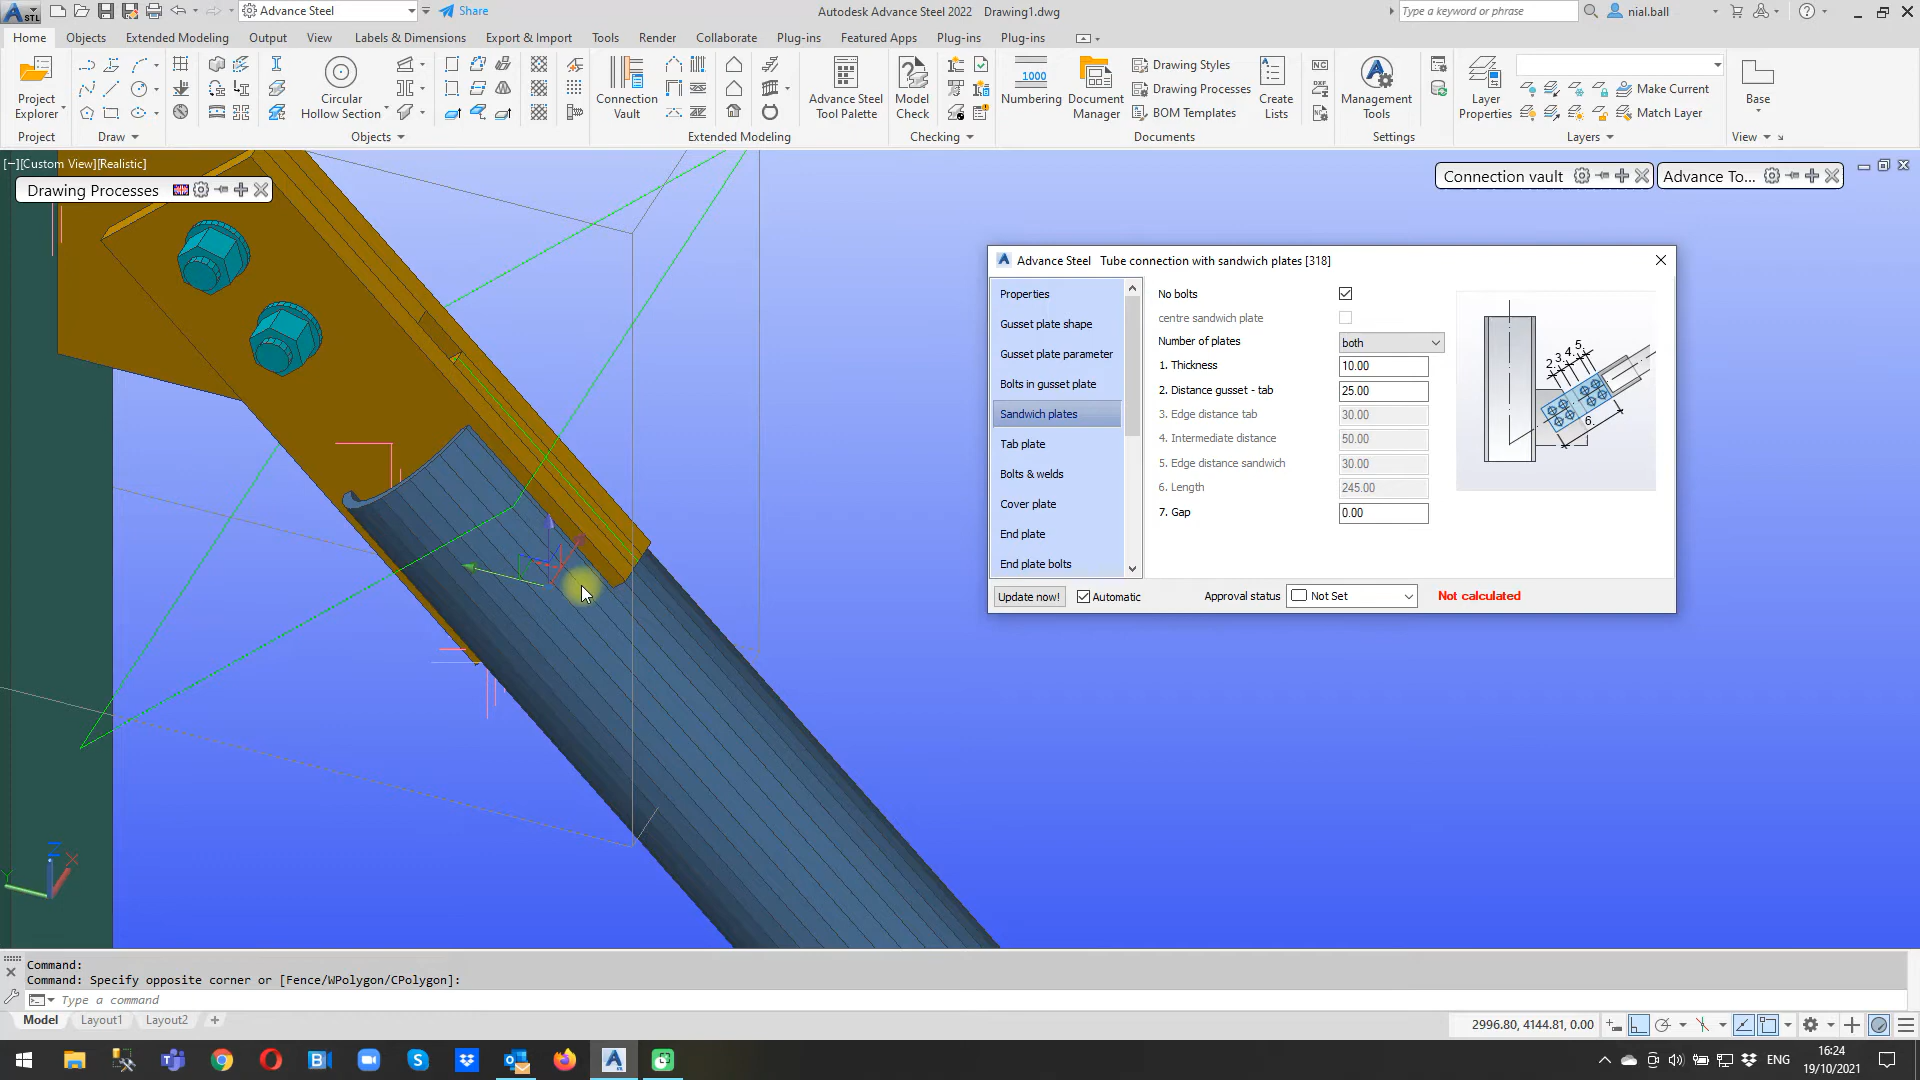 STL
Advance Steel
Share
Autodesk Advance Steel 2022 Drawing1.dwg
Type a keyword or phrase
nial.ball
Home Objects Extended Modeling Output View Labels & Dimensions Export & Import Tools Render Collaborate Plug-ins Featured Apps Plug-ins Plug-ins
Project Explorer
Circular Hollow Section
Connection Vault
Advance Steel Tool Palette
Model Check
1000
Numbering
Document Manager
Drawing Styles
Drawing Processes
BOM Templates
Create Lists
NC
DXF
Management Tools
Layer Properties
Make Current
Match Layer
Base
Project Draw Objects Extended Modeling Checking Documents Settings Layers View
[−][Custom View][Realistic]
Drawing Processes
Connection vault
Advance To...
Advance Steel Tube connection with sandwich plates [318]
Properties
Gusset plate shape
Gusset plate parameter
Bolts in gusset plate
Sandwich plates
Tab plate
Bolts & welds
Cover plate
End plate
End plate bolts
No bolts
centre sandwich plate
Number of plates both
1. Thickness 10.00
2. Distance gusset - tab 25.00
3. Edge distance tab 30.00
4. Intermediate distance 50.00
5. Edge distance sandwich 30.00
6. Length 245.00
7. Gap 0.00
2. 3. 4. 5.
6.
Update now! Automatic Approval status Not Set Not calculated
Z
X
Y
Command:
Command: Specify opposite corner or [Fence/WPolygon/CPolygon]:
Type a command
Model Layout1 Layout2 +
2996.80, 4144.81, 0.00
ENG
16:24
19/10/2021